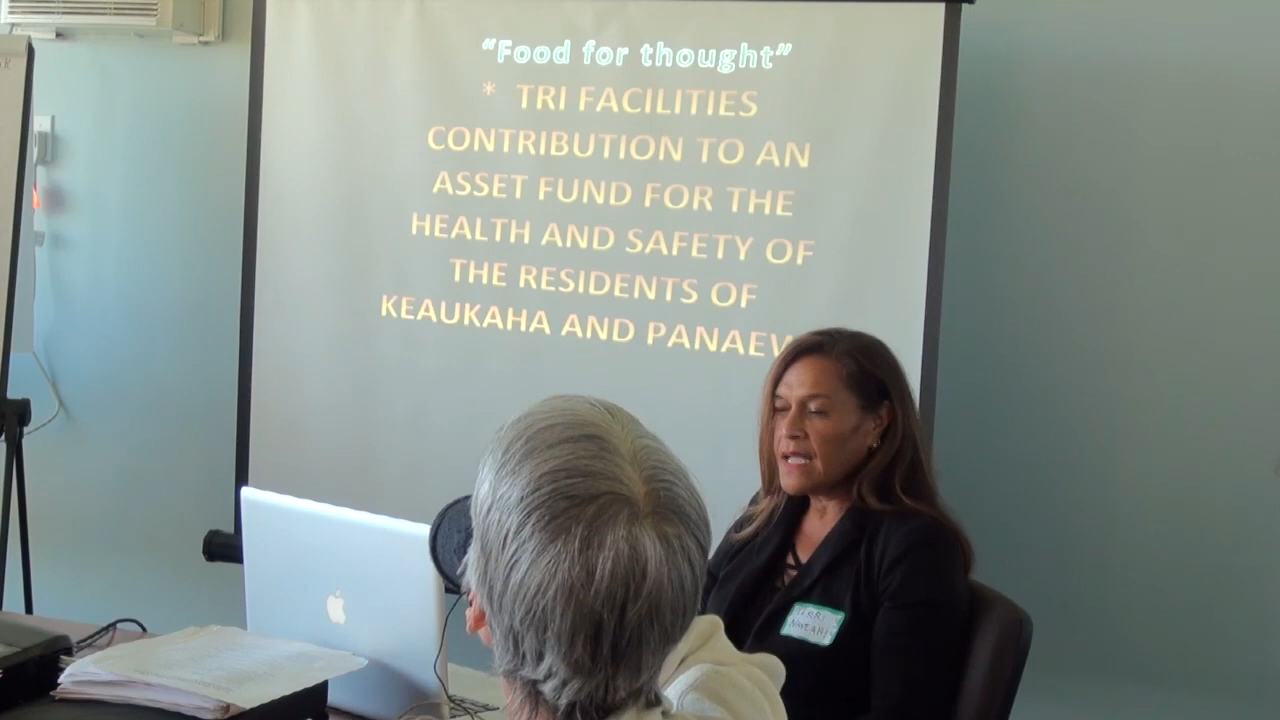 “Food for thought”
* TRI FACILITIES
CONTRIBUTION TO AN
ASSET FUND FOR THE
HEALTH AND SAFETY OF
THE RESIDENTS OF
KEAUKAHA AND